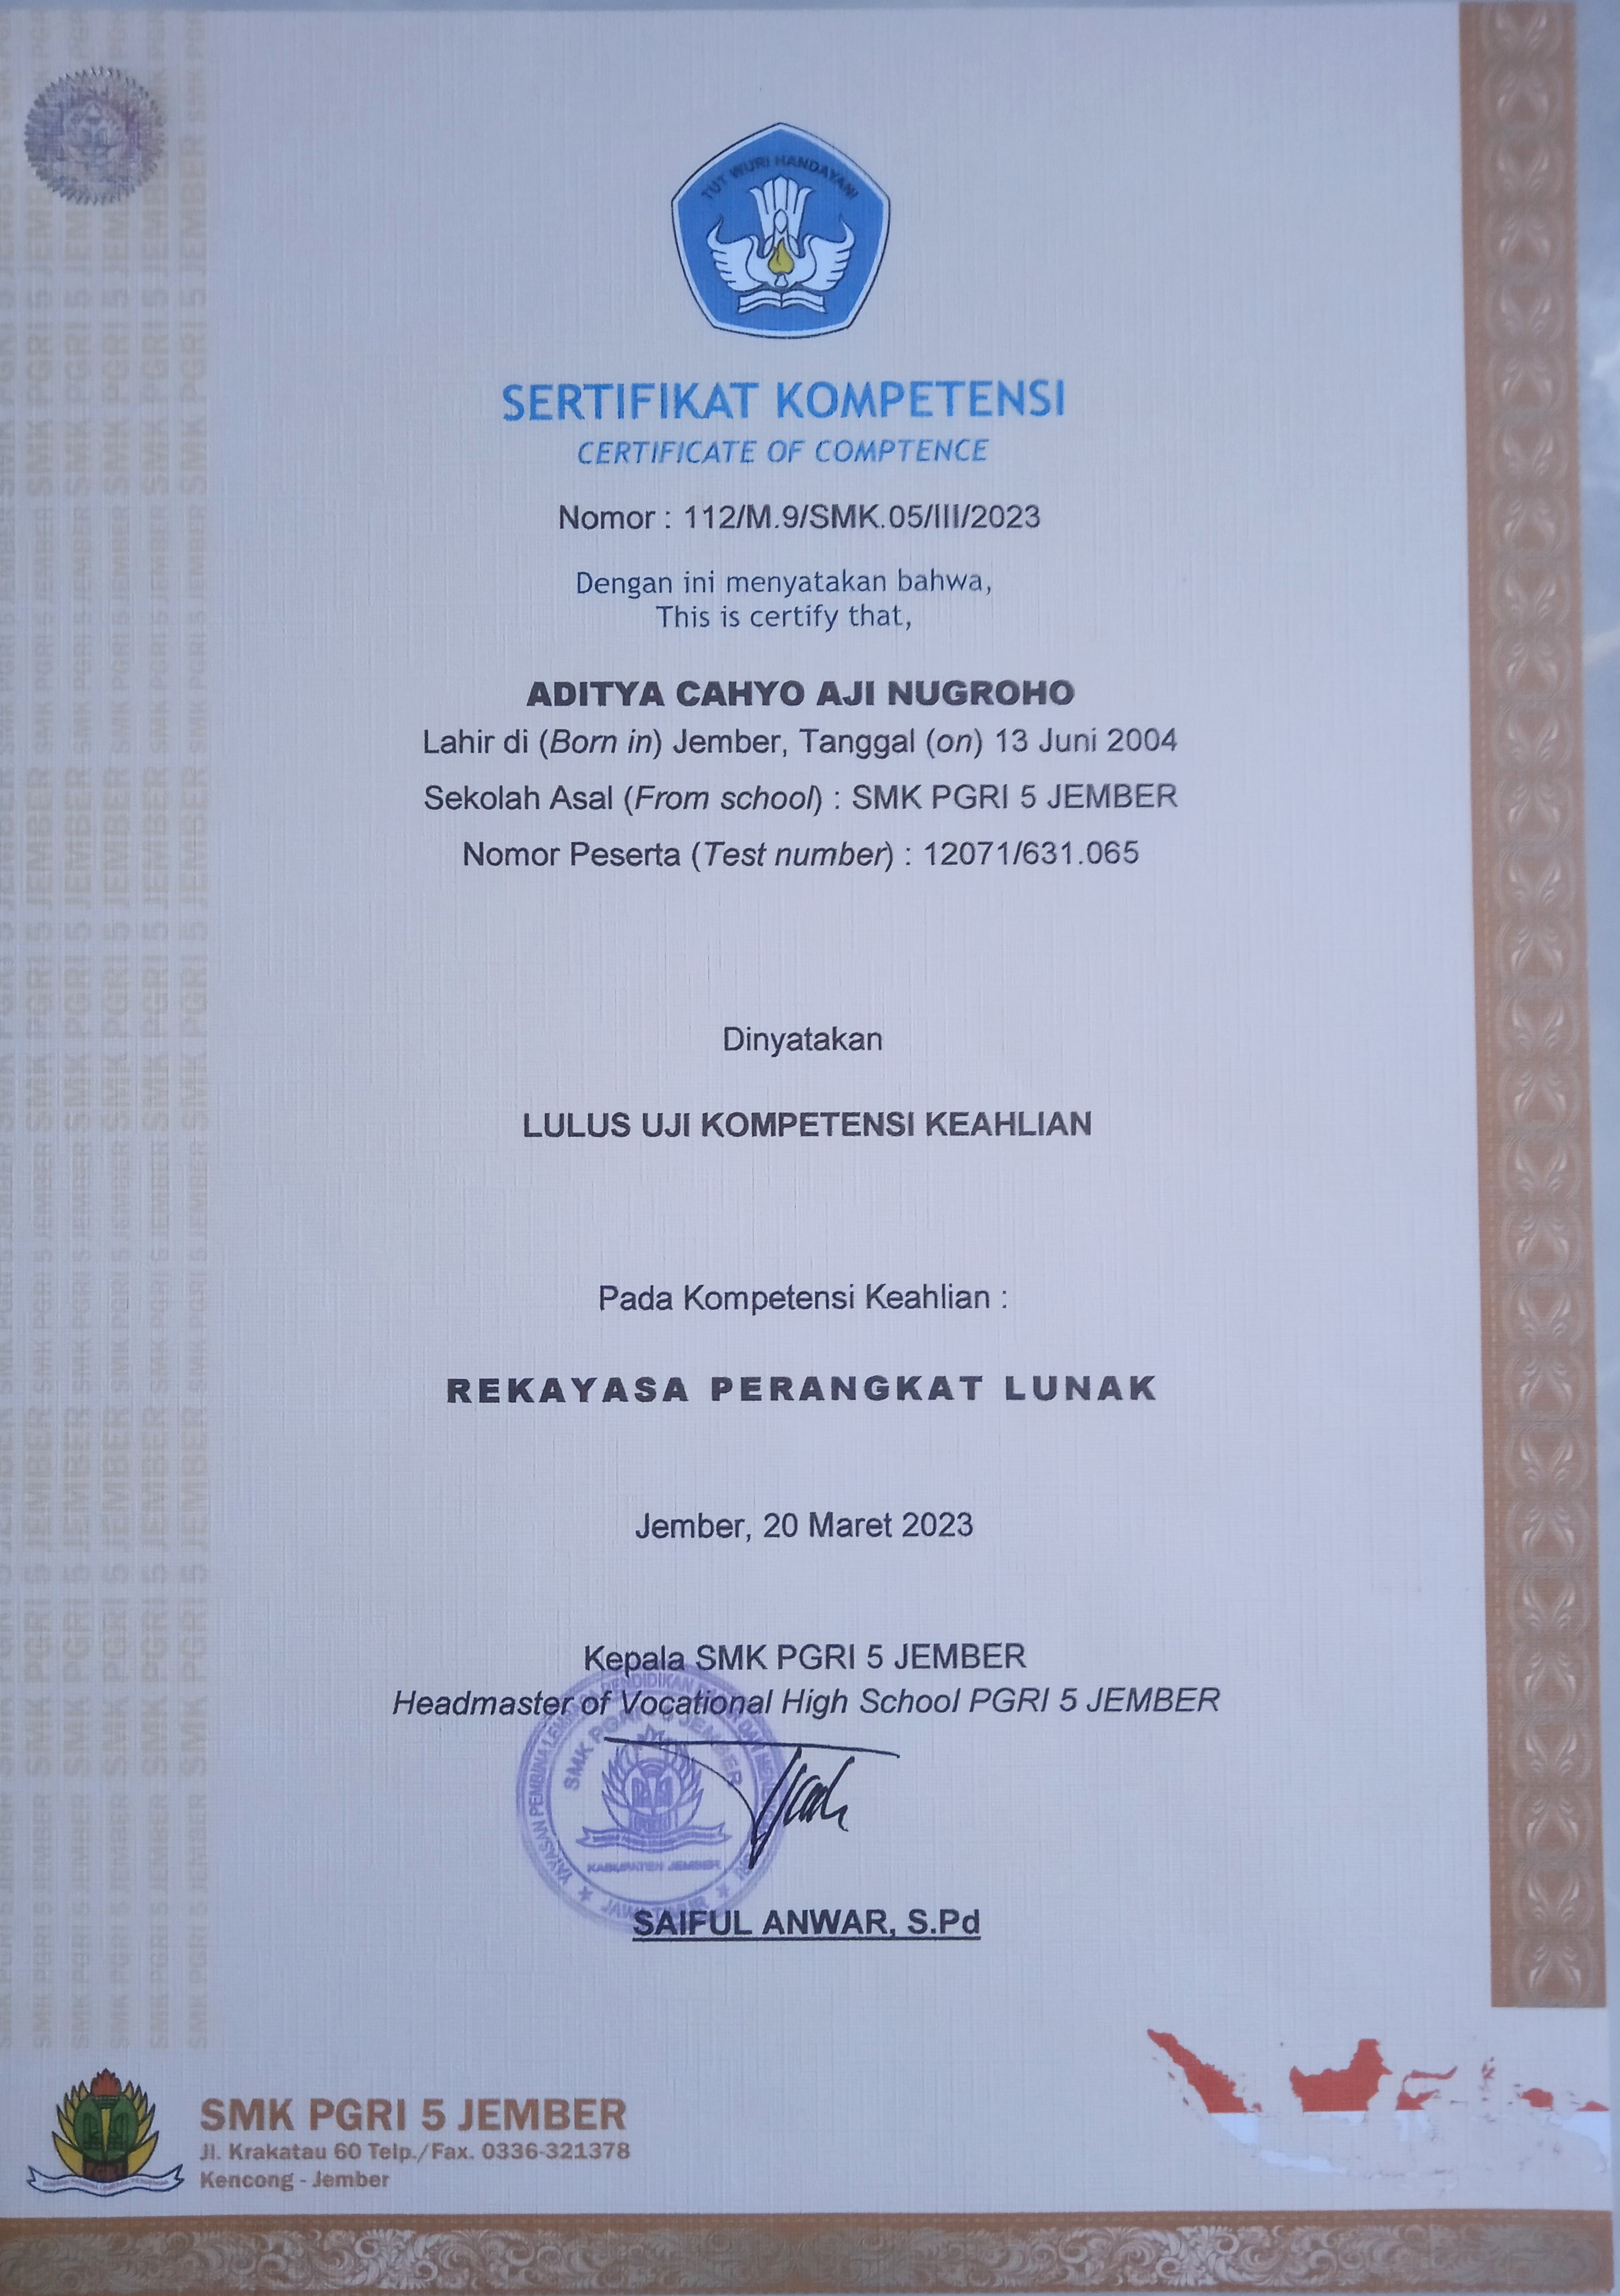 TUT WURI HANDAYANI
SERTIFIKAT KOMPETENSI
CERTIFICATE OF COMPTENCE
Nomor : 112/M.9/SMK.05/III/2023
Dengan ini menyatakan bahwa,
This is certify that,
ADITYA CAHYO AJI NUGROHO
Lahir di (Born in) Jember, Tanggal (on) 13 Juni 2004
Sekolah Asal (From school) : SMK PGRI 5 JEMBER
Nomor Peserta (Test number) : 12071/631.065
Dinyatakan
LULUS UJI KOMPETENSI KEAHLIAN
Pada Kompetensi Keahlian :
REKAYASA PERANGKAT LUNAK
Jember, 20 Maret 2023
Kepala SMK PGRI 5 JEMBER
Headmaster of Vocational High School PGRI 5 JEMBER
YAYASAN PEMBINA PENDIDIKAN
SMK PGRI 5 JEMBER
KABUPATEN JEMBER
JAWA TIMUR
SAIFUL ANWAR, S.Pd
SMK PGRI 5 JEMBER
Jl. Krakatau 60 Telp./Fax. 0336-321378
Kencong - Jember
PGRI